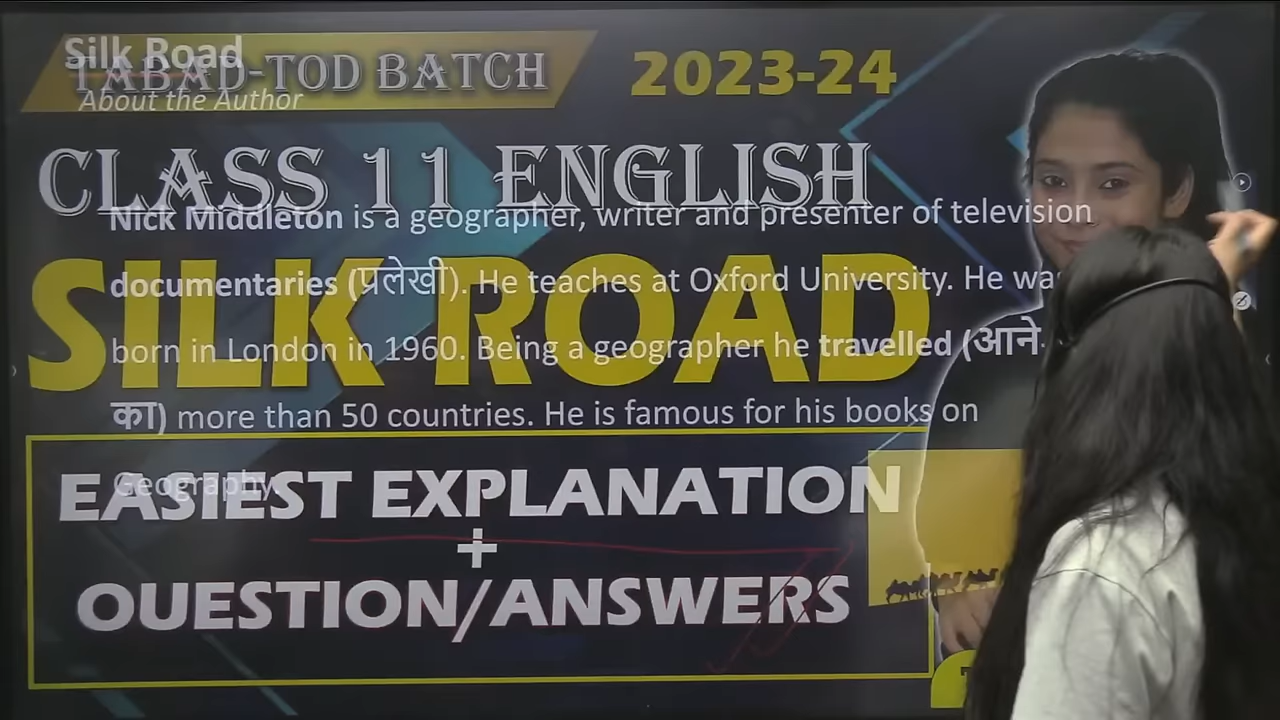 Silk Road
TABAD-TOD BATCH
2023-24
About the Author
CLASS 11 ENGLISH
Nick Middleton is a geographer, writer and presenter of television
SILK ROAD
documentaries (प्रलेखी). He teaches at Oxford University. He was
born in London in 1960. Being a geographer he travelled (आने-
का) more than 50 countries. He is famous for his books on
Geography.
EASIEST EXPLANATION
+
QUESTION/ANSWERS